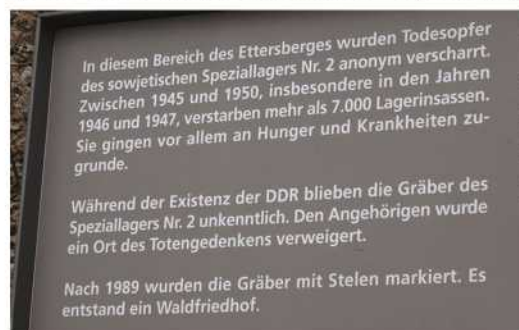 In diesem Bereich des Ettersberges wurden Todesopfer
des sowjetischen Speziallagers Nr. 2 anonym verscharrt.
Zwischen 1945 und 1950, insbesondere in den Jahren
1946 und 1947, verstarben mehr als 7.000 Lagerinsassen.
Sie gingen vor allem an Hunger und Krankheiten zu-
grunde.
Während der Existenz der DDR blieben die Gräber des
Speziallagers Nr. 2 unkenntlich. Den Angehörigen wurde
ein Ort des Totengedenkens verweigert.
Nach 1989 wurden die Gräber mit Stelen markiert. Es
entstand ein Waldfriedhof.